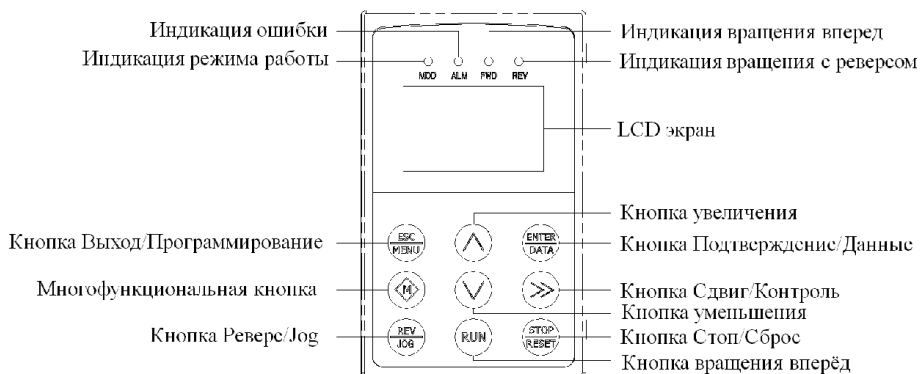 Индикация ошибки
Индикация вращения вперед
Индикация режима работы
Индикация вращения с реверсом
MOD ALM FWD REV
LCD экран
Кнопка увеличения
Кнопка Выход/Программирование
ESC
MENU
ENTER
DATA
Кнопка Подтверждение/Данные
Многофункциональная кнопка
M
Кнопка Сдвиг/Контроль
Кнопка уменьшения
Кнопка Реверс/Jog
REV
JOG
RUN
STOP
RESET
Кнопка Стоп/Сброс
Кнопка вращения вперёд